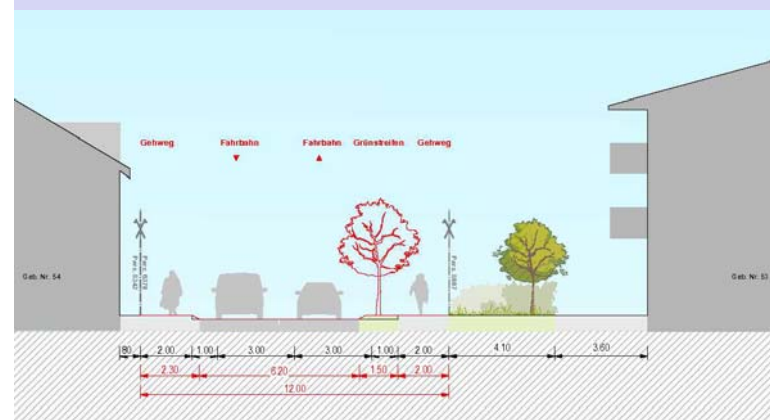 Gehweg Fahrbahn Fahrbahn Grünstreifen Gehweg
Geb. Nr. 54
Geb. Nr. 53
80 2.00 1.00 3.00 3.00 1.00 2.00 4.10 3.60
2.30 6.20 1.50 2.00
12.00